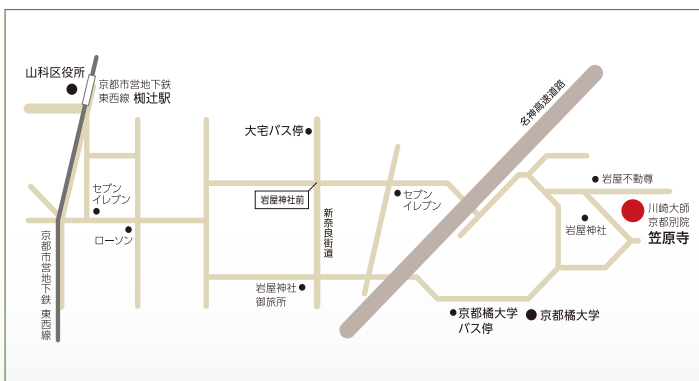 山科区役所
京都市営地下鉄
東西線 椥辻駅
大宅バス停
名神高速道路
岩屋神社前
セブン
イレブン
ローソン
京都市営地下鉄 東西線
新奈良街道
岩屋神社
御旅所
セブン
イレブン
岩屋不動尊
岩屋神社
川崎大師
京都別院
笠原寺
京都橘大学
バス停
京都橘大学